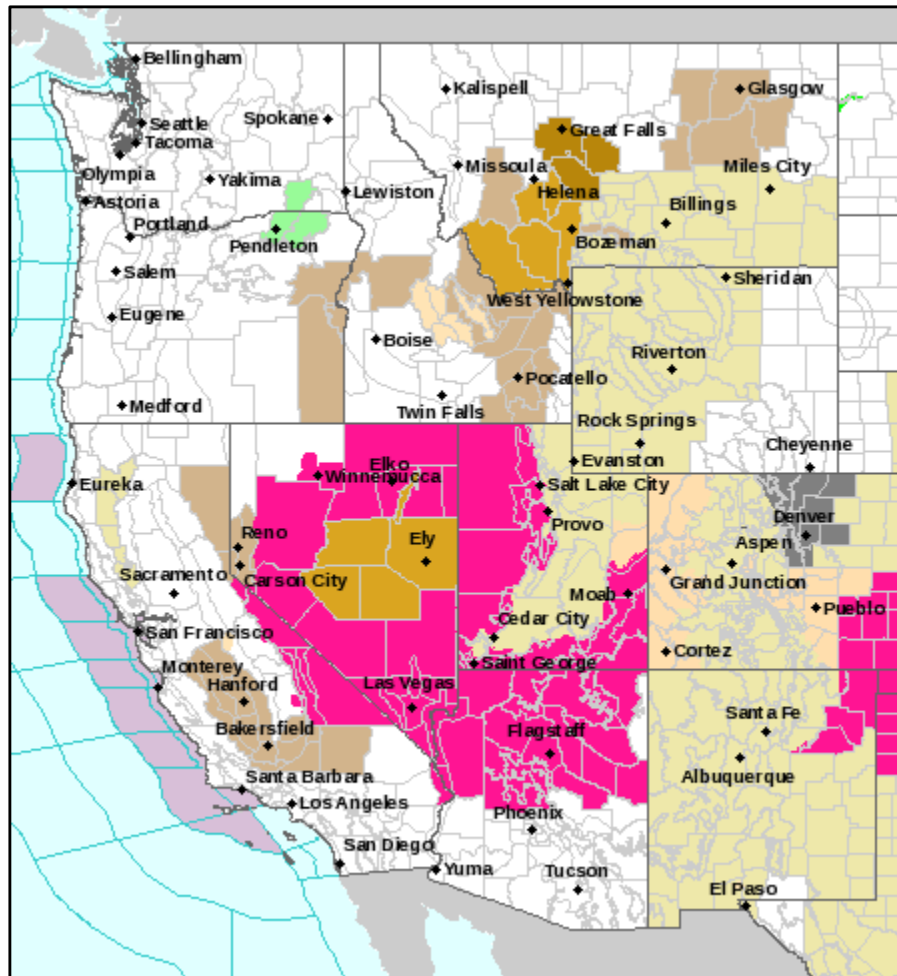 Bellingham
Kalispell
Glasgow
Seattle
Spokane
Great Falls
Tacoma
Olympia
Missoula
Miles City
Yakima
Lewiston
Helena
Astoria
Billings
Portland
Pendleton
Bozeman
Salem
Sheridan
West Yellowstone
Eugene
Boise
Riverton
Pocatello
Medford
Twin Falls
Rock Springs
Cheyenne
Elko
Evanston
Winnemucca
Eureka
Salt Lake City
Provo
Denver
Reno
Ely
Aspen
Sacramento
Carson City
Grand Junction
Moab
Pueblo
Cedar City
San Francisco
Cortez
Saint George
Monterey
Hanford
Las Vegas
Santa Fe
Flagstaff
Bakersfield
Albuquerque
Santa Barbara
Los Angeles
Phoenix
San Diego
Yuma
Tucson
El Paso